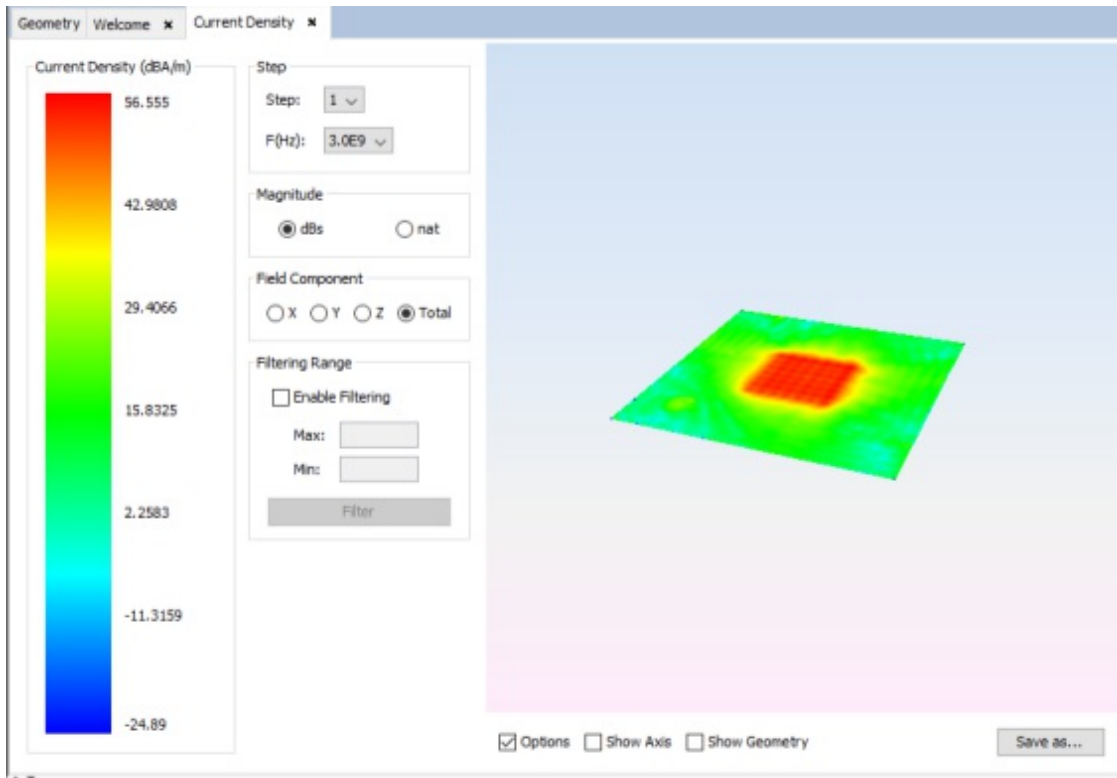 Geometry Welcome Current Density
Current Density (dBA/m)
56.555
42.9808
29.4066
15.8325
2.2583
-11.3159
-24.89
Step
Step: 1
F(Hz): 3.0E9
Magnitude
dBs nat
Field Component
X Y Z Total
Filtering Range
Enable Filtering
Max:
Min:
Filter
Options Show Axis Show Geometry Save as...